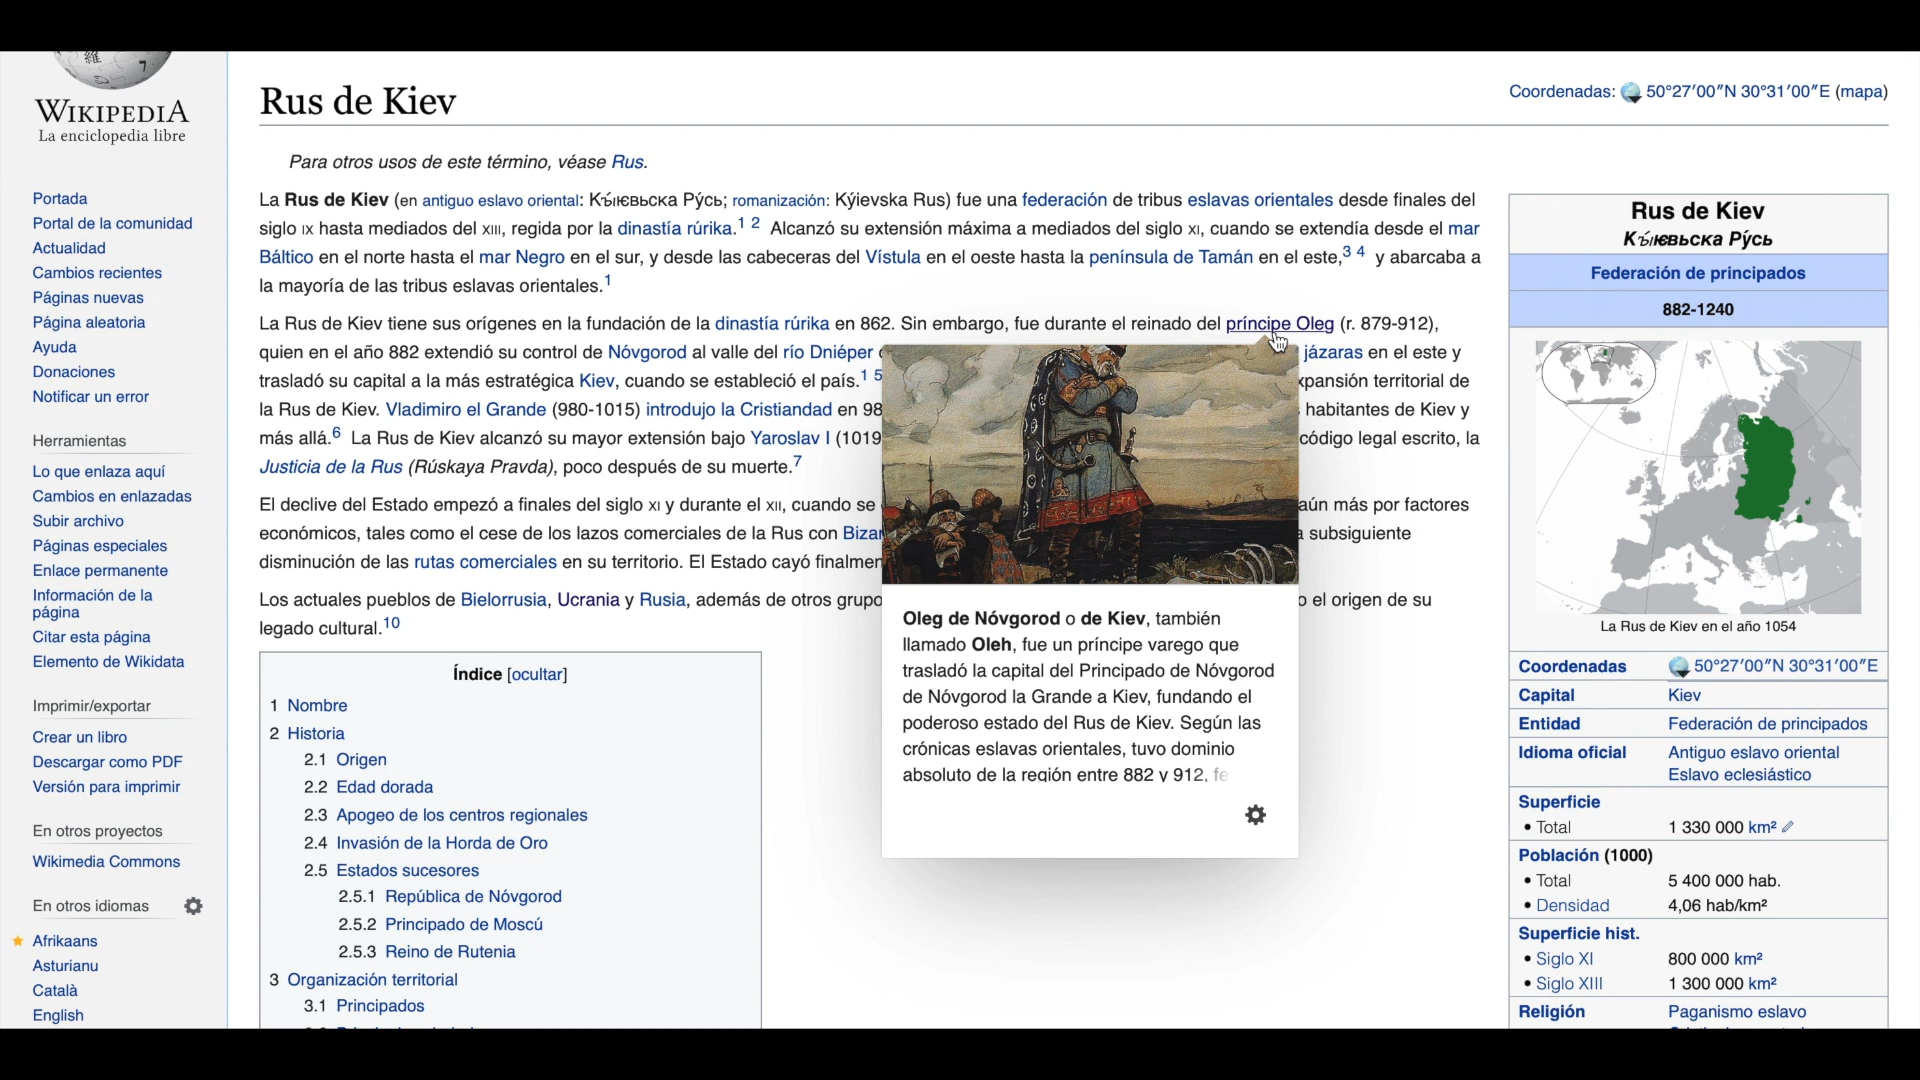 WIKIPEDIA
La enciclopedia libre
Portada
Portal de la comunidad
Actualidad
Cambios recientes
Páginas nuevas
Página aleatoria
Ayuda
Donaciones
Notificar un error
Herramientas
Lo que enlaza aquí
Cambios en enlazadas
Subir archivo
Páginas especiales
Enlace permanente
Información de la
página
Citar esta página
Elemento de Wikidata
Imprimir/exportar
Crear un libro
Descargar como PDF
Versión para imprimir
En otros proyectos
Wikimedia Commons
En otros idiomas
Afrikaans
Asturianu
Català
English
Rus de Kiev
Coordenadas: 50°27′00″N 30°31′00″E (mapa)
Para otros usos de este término, véase Rus.
La Rus de Kiev (en antiguo eslavo oriental: Кꙑ́ѥвьска Рýсь; romanización: Kýievska Rus) fue una federación de tribus eslavas orientales desde finales del
siglo IX hasta mediados del XIII, regida por la dinastía rúrika.1 2 Alcanzó su extensión máxima a mediados del siglo XI, cuando se extendía desde el mar
Báltico en el norte hasta el mar Negro en el sur, y desde las cabeceras del Vístula en el oeste hasta la península de Tamán en el este,3 4 y abarcaba a
la mayoría de las tribus eslavas orientales.1
La Rus de Kiev tiene sus orígenes en la fundación de la dinastía rúrika en 862. Sin embargo, fue durante el reinado del príncipe Oleg (r. 879-912),
quien en el año 882 extendió su control de Nóvgorod al valle del río Dniéper jázaras en el este y
trasladó su capital a la más estratégica Kiev, cuando se estableció el país.1 5 xpansión territorial de
la Rus de Kiev. Vladimiro el Grande (980-1015) introdujo la Cristiandad en 98 habitantes de Kiev y
más allá.6 La Rus de Kiev alcanzó su mayor extensión bajo Yaroslav I (1019 código legal escrito, la
Justicia de la Rus (Rúskaya Pravda), poco después de su muerte.7
El declive del Estado empezó a finales del siglo XI y durante el XII, cuando se aún más por factores
económicos, tales como el cese de los lazos comerciales de la Rus con Bizan a subsiguiente
disminución de las rutas comerciales en su territorio. El Estado cayó finalmen
Los actuales pueblos de Bielorrusia, Ucrania y Rusia, además de otros grupo o el origen de su
legado cultural.10
Oleg de Nóvgorod o de Kiev, también
llamado Oleh, fue un príncipe varego que
trasladó la capital del Principado de Nóvgorod
de Nóvgorod la Grande a Kiev, fundando el
poderoso estado del Rus de Kiev. Según las
crónicas eslavas orientales, tuvo dominio
absoluto de la región entre 882 y 912, fe
Índice [ocultar]
1 Nombre
2 Historia
2.1 Origen
2.2 Edad dorada
2.3 Apogeo de los centros regionales
2.4 Invasión de la Horda de Oro
2.5 Estados sucesores
2.5.1 República de Nóvgorod
2.5.2 Principado de Moscú
2.5.3 Reino de Rutenia
3 Organización territorial
3.1 Principados
Rus de Kiev
Кꙑ́ѥвьска Рýсь
Federación de principados
882-1240
La Rus de Kiev en el año 1054
Coordenadas 50°27′00″N 30°31′00″E
Capital Kiev
Entidad Federación de principados
Idioma oficial Antiguo eslavo oriental
Eslavo eclesiástico
Superficie
• Total 1 330 000 km²
Población (1000)
• Total 5 400 000 hab.
• Densidad 4,06 hab/km²
Superficie hist.
• Siglo XI 800 000 km²
• Siglo XIII 1 300 000 km²
Religión Paganismo eslavo